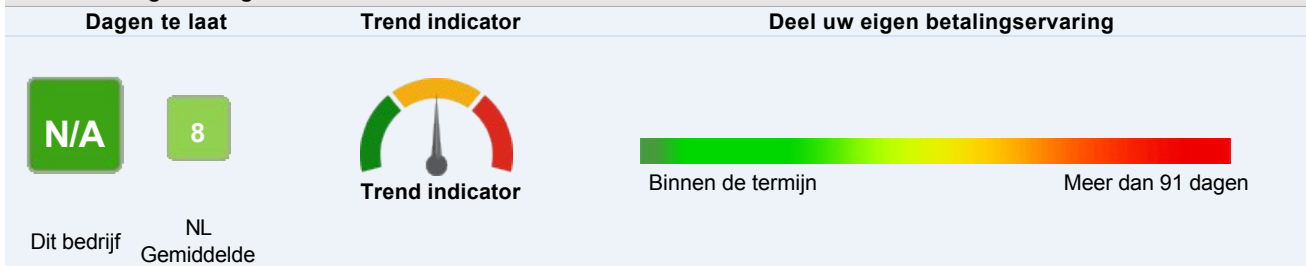 Dagen te laat
Trend indicator
Deel uw eigen betalingservaring
N/A
8
Trend indicator
Binnen de termijn
Meer dan 91 dagen
Dit bedrijf
NL
Gemiddelde